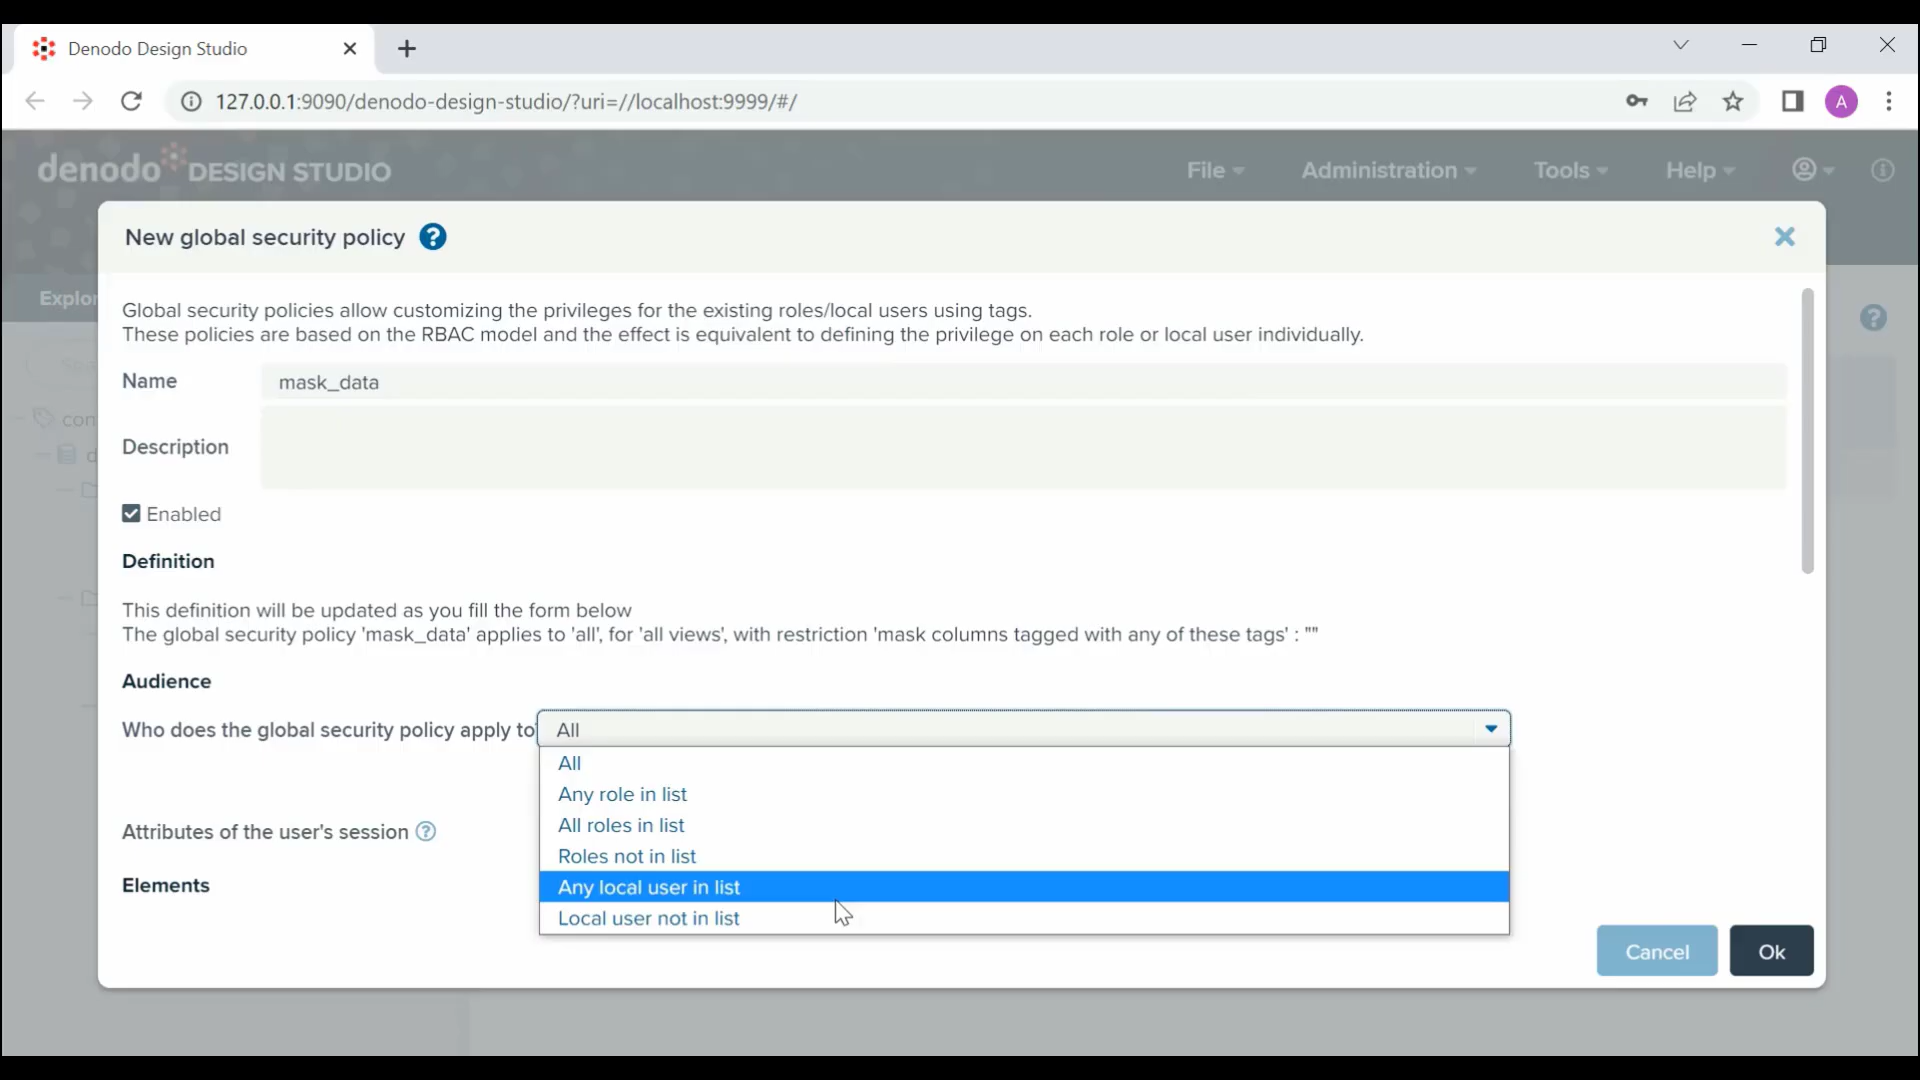 Denodo Design Studio
127.0.0.1:9090/denodo-design-studio/?uri=//localhost:9999/#/
A
denodo DESIGN STUDIO
File
Administration
Tools
Help
New global security policy ?
Explor
Global security policies allow customizing the privileges for the existing roles/local users using tags.
These policies are based on the RBAC model and the effect is equivalent to defining the privilege on each role or local user individually.
?
Name
mask_data
con
Description
d
Enabled
Definition
This definition will be updated as you fill the form below
The global security policy 'mask_data' applies to 'all', for 'all views', with restriction 'mask columns tagged with any of these tags' : ""
Audience
Who does the global security policy apply to
All
All
Any role in list
All roles in list
Roles not in list
Any local user in list
Local user not in list
Attributes of the user's session ?
Elements
Cancel
Ok